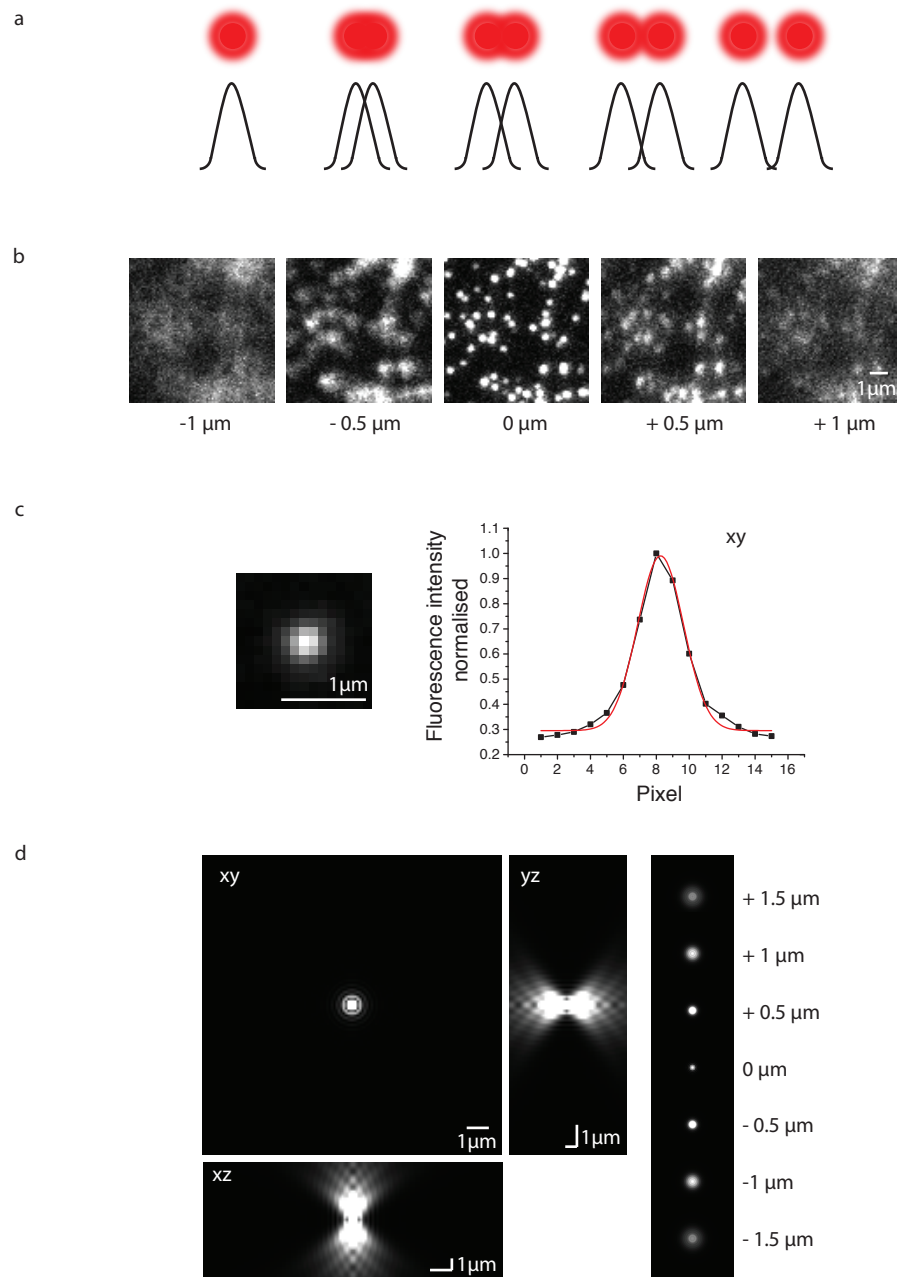 a
b
1µm
-1 µm
- 0.5 µm
0 µm
+ 0.5 µm
+ 1 µm
c
1µm
Fluorescence intensity
normalised
xy
1.1
1.0
0.9
0.8
0.7
0.6
0.5
0.4
0.3
0.2
0 2 4 6 8 10 12 14 16
Pixel
d
xy
1µm
yz
1µm
xz
1µm
+ 1.5 µm
+ 1 µm
+ 0.5 µm
0 µm
- 0.5 µm
-1 µm
- 1.5 µm